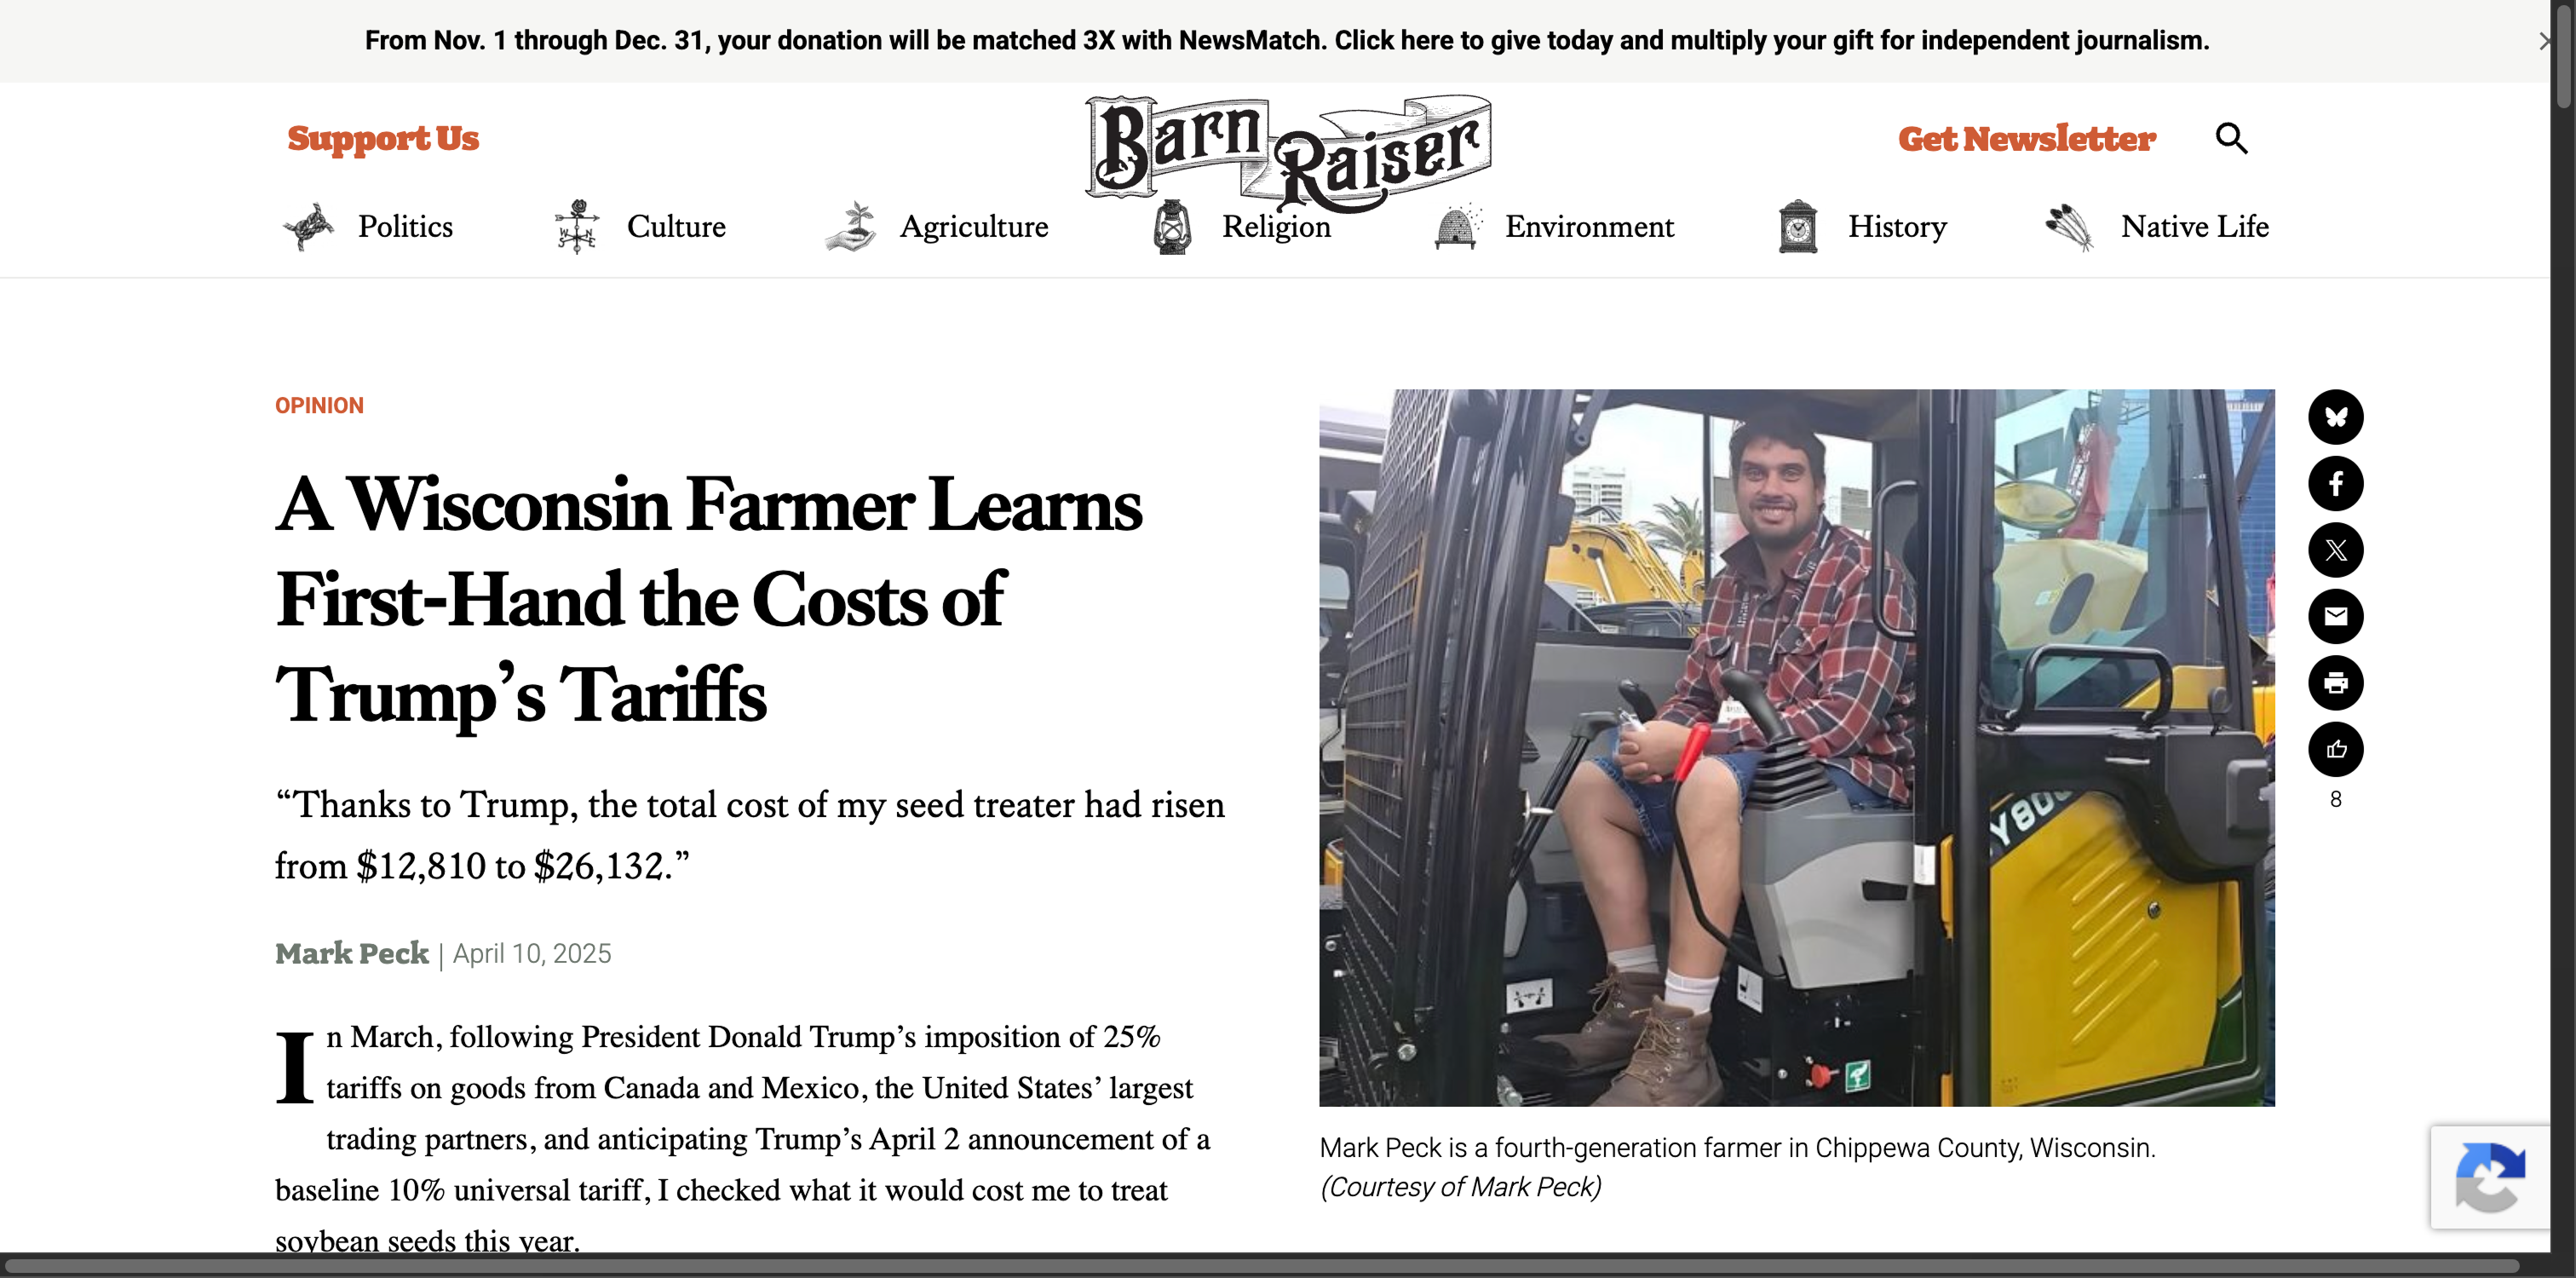 From Nov. 1 through Dec. 31, your donation will be matched 3X with NewsMatch. Click here to give today and multiply your gift for independent journalism.
Support Us
Barn Raiser
Get Newsletter
Politics
Culture
Agriculture
Religion
Environment
History
Native Life
OPINION
A Wisconsin Farmer Learns
First-Hand the Costs of
Trump’s Tariffs
“Thanks to Trump, the total cost of my seed treater had risen
from $12,810 to $26,132.”
Mark Peck | April 10, 2025
In March, following President Donald Trump’s imposition of 25%
tariffs on goods from Canada and Mexico, the United States’ largest
trading partners, and anticipating Trump’s April 2 announcement of a
baseline 10% universal tariff, I checked what it would cost me to treat
soybean seeds this year.
8
Mark Peck is a fourth-generation farmer in Chippewa County, Wisconsin.
(Courtesy of Mark Peck)